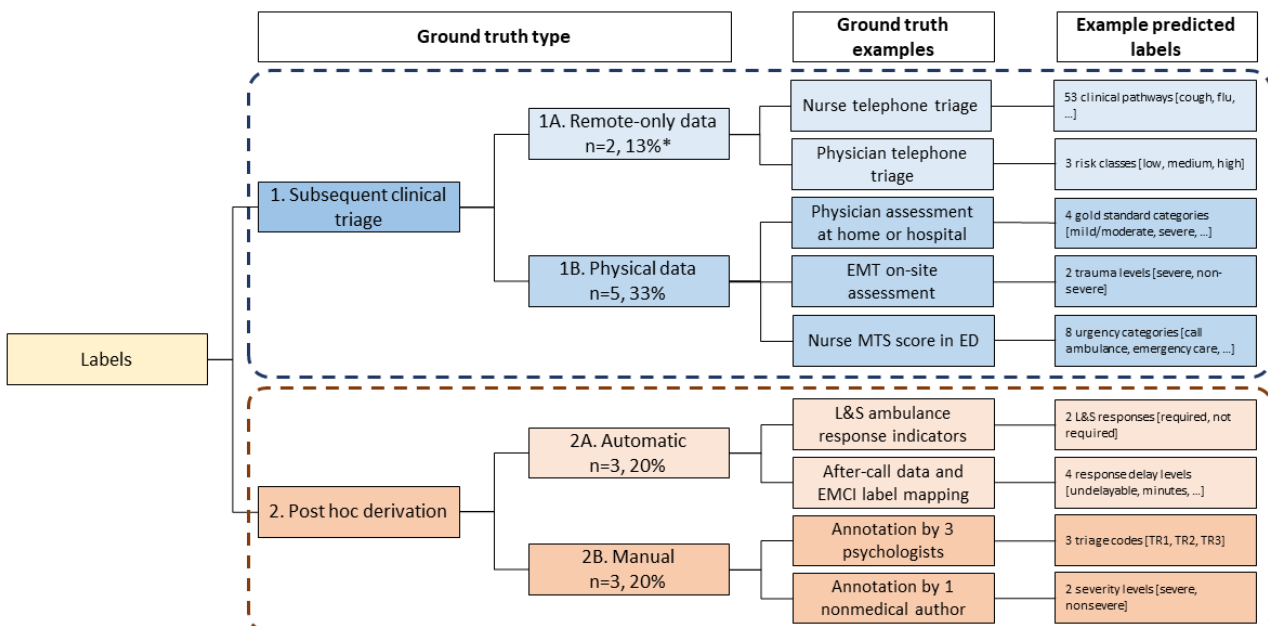 Ground truth type
Ground truth
examples
Example predicted
labels
1A. Remote-only data
n=2, 13%*
Nurse telephone triage
53 clinical pathways [cough, flu,
...]
Physician telephone
triage
3 risk classes [low, medium, high]
1. Subsequent clinical
triage
1B. Physical data
n=5, 33%
Physician assessment
at home or hospital
4 gold standard categories
[mild/moderate, severe, ...]
EMT on-site
assessment
2 trauma levels [severe, non-
severe]
Nurse MTS score in ED
8 urgency categories [call
ambulance, emergency care, ...]
Labels
2. Post hoc derivation
2A. Automatic
n=3, 20%
L&S ambulance
response indicators
2 L&S responses [required, not
required]
After-call data and
EMCI label mapping
4 response delay levels
[undelayable, minutes, ...]
2B. Manual
n=3, 20%
Annotation by 3
psychologists
3 triage codes [TR1, TR2, TR3]
Annotation by 1
nonmedical author
2 severity levels [severe,
nonsevere]